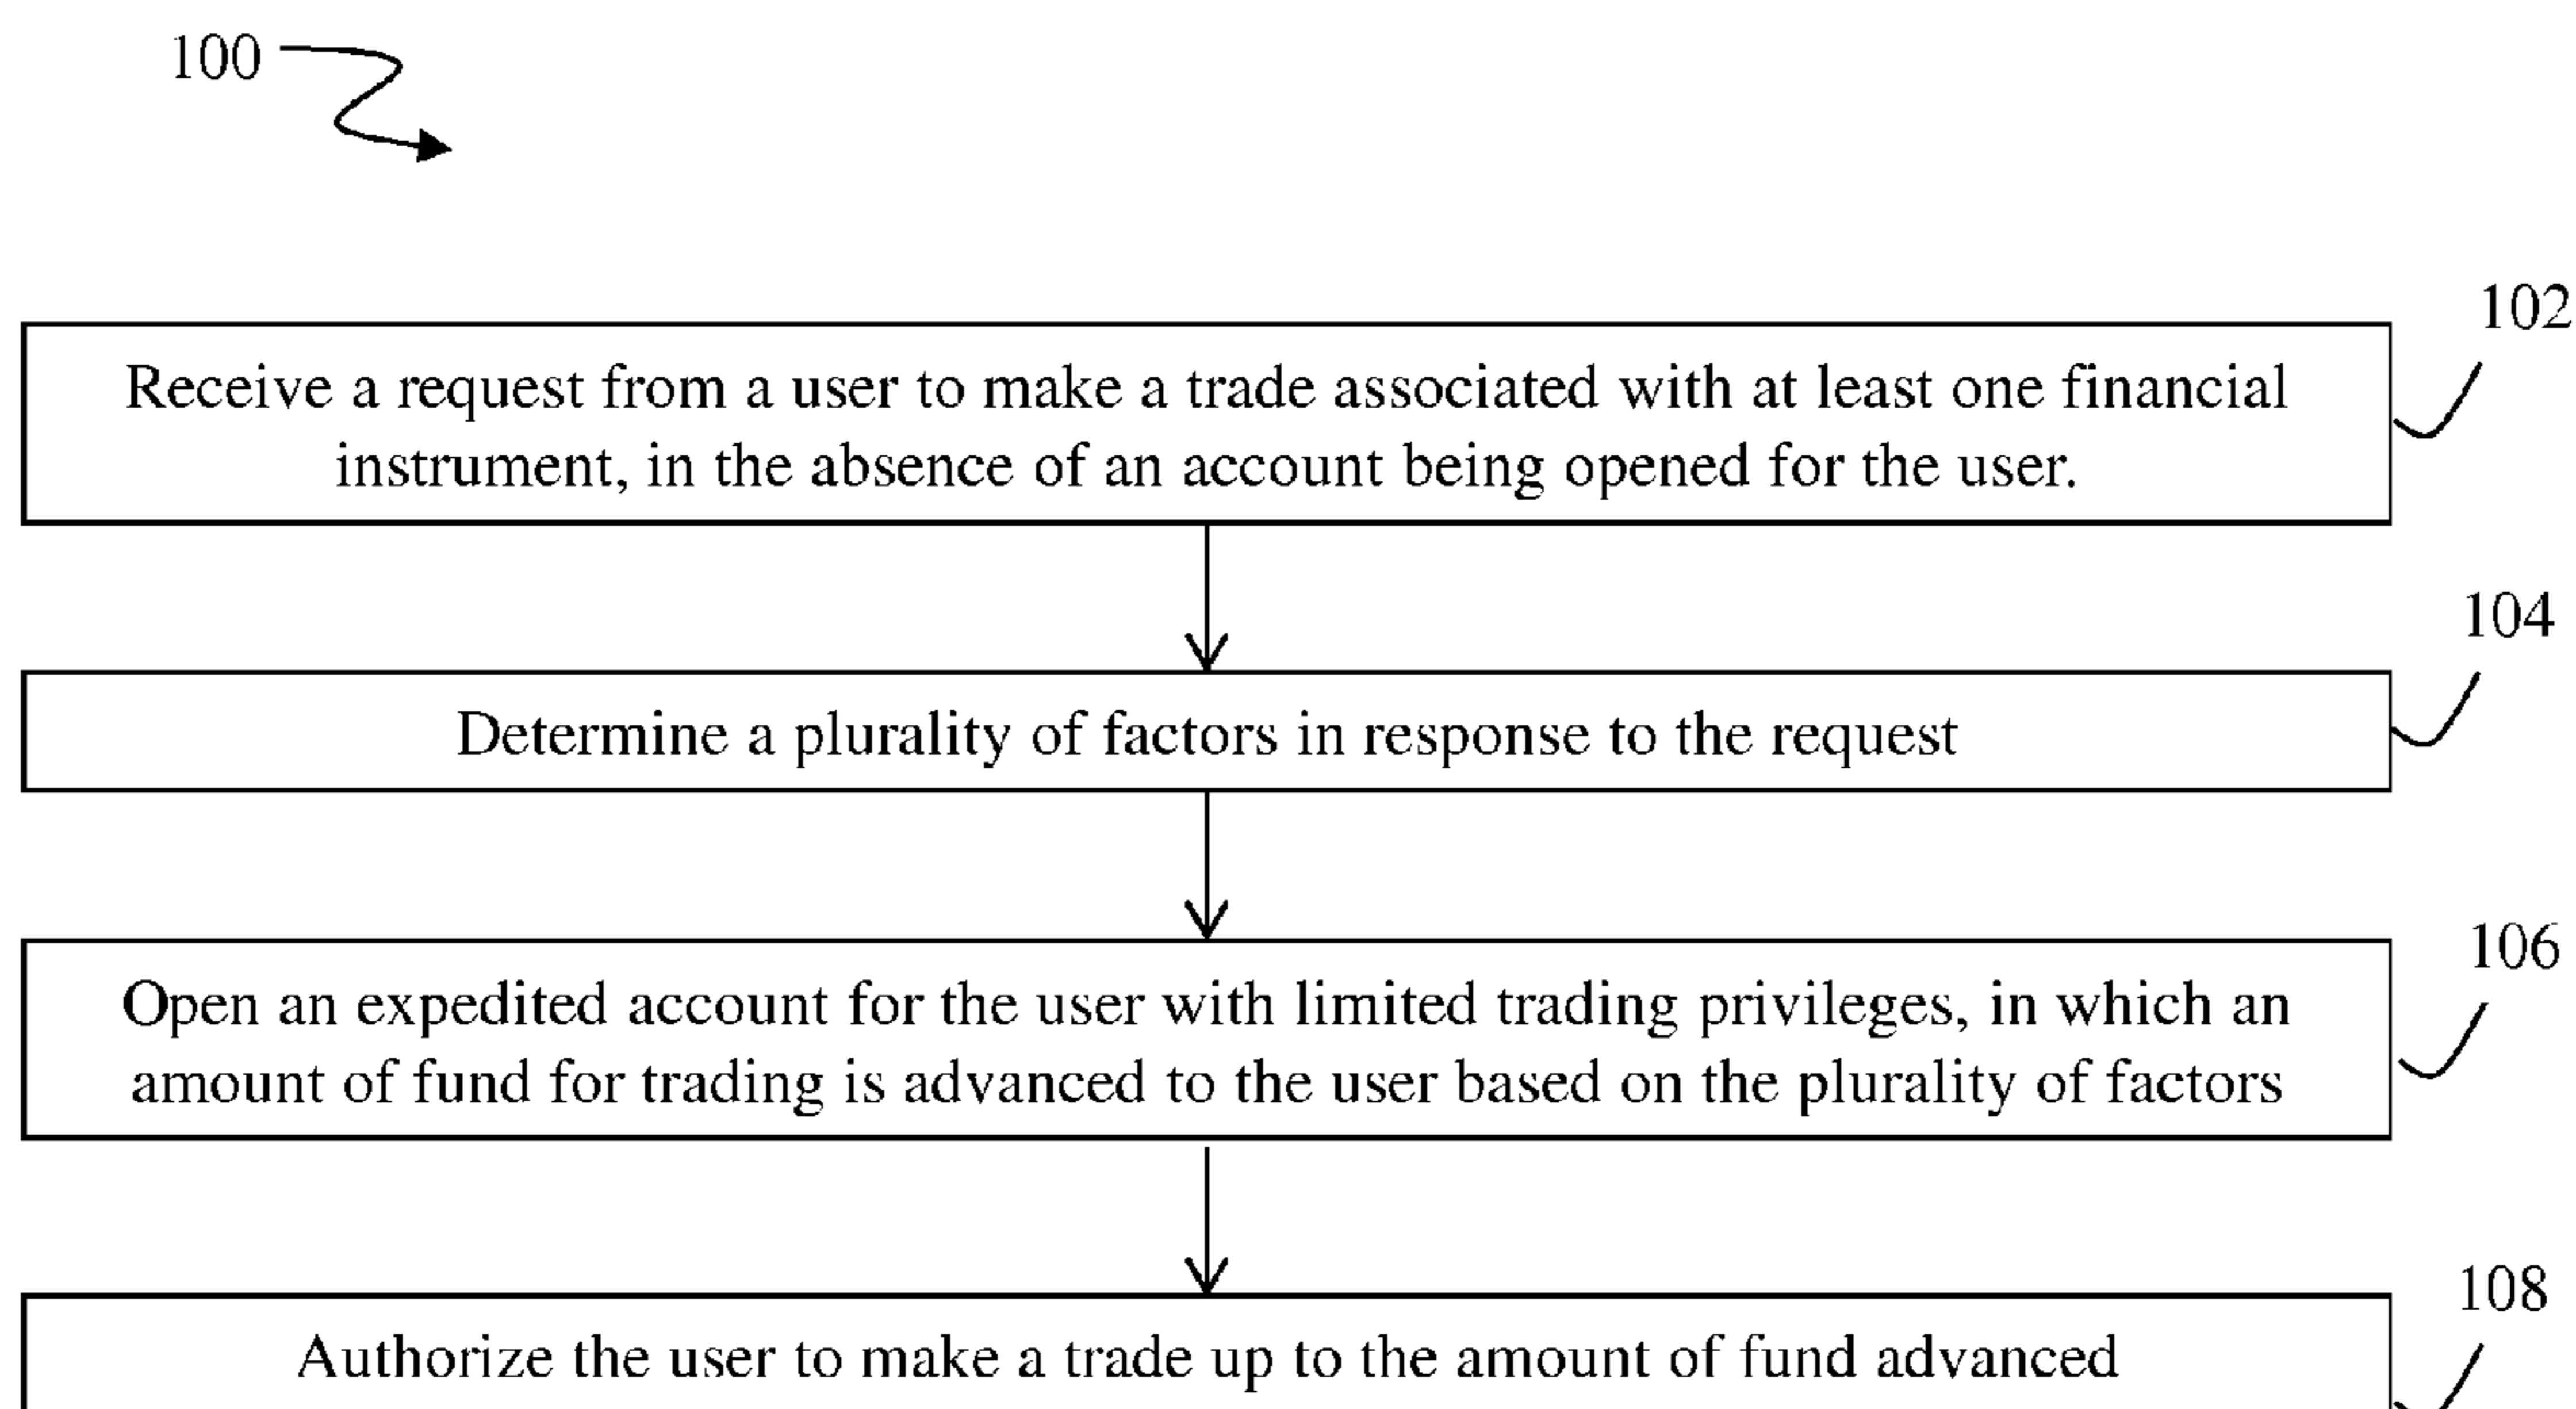 100
102
Receive a request from a user to make a trade associated with at least one financial
instrument, in the absence of an account being opened for the user.
104
Determine a plurality of factors in response to the request
106
Open an expedited account for the user with limited trading privileges, in which an
amount of fund for trading is advanced to the user based on the plurality of factors
108
Authorize the user to make a trade up to the amount of fund advanced